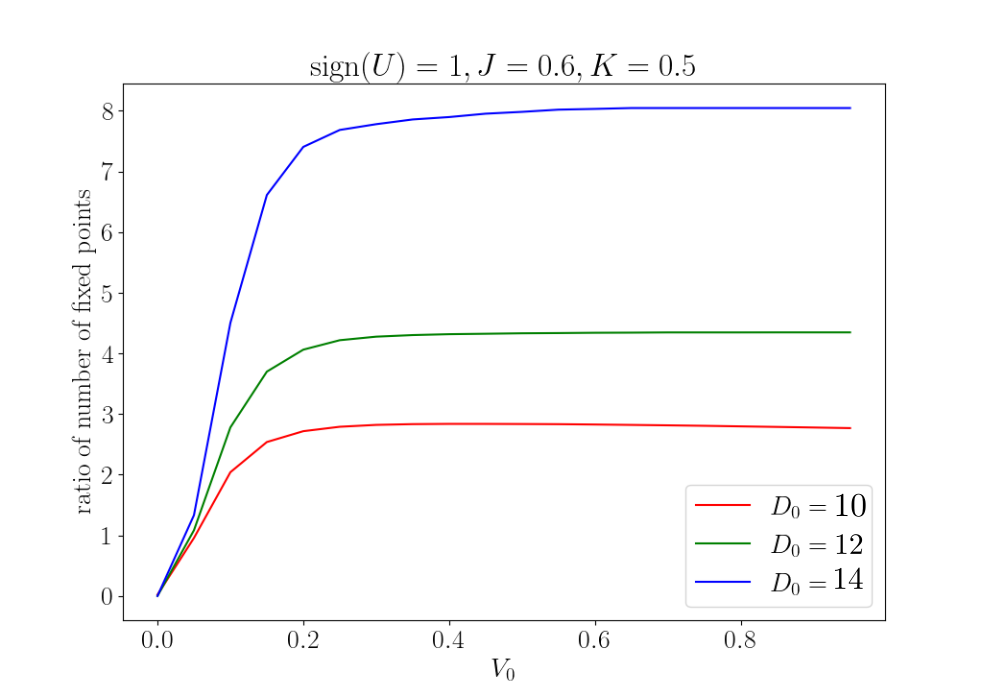 sign(U) = 1, J = 0.6, K = 0.5
ratio of number of fixed points
8
7
6
5
4
3
2
1
0
0.0 0.2 0.4 0.6 0.8
V₀
D₀ = 10
D₀ = 12
D₀ = 14